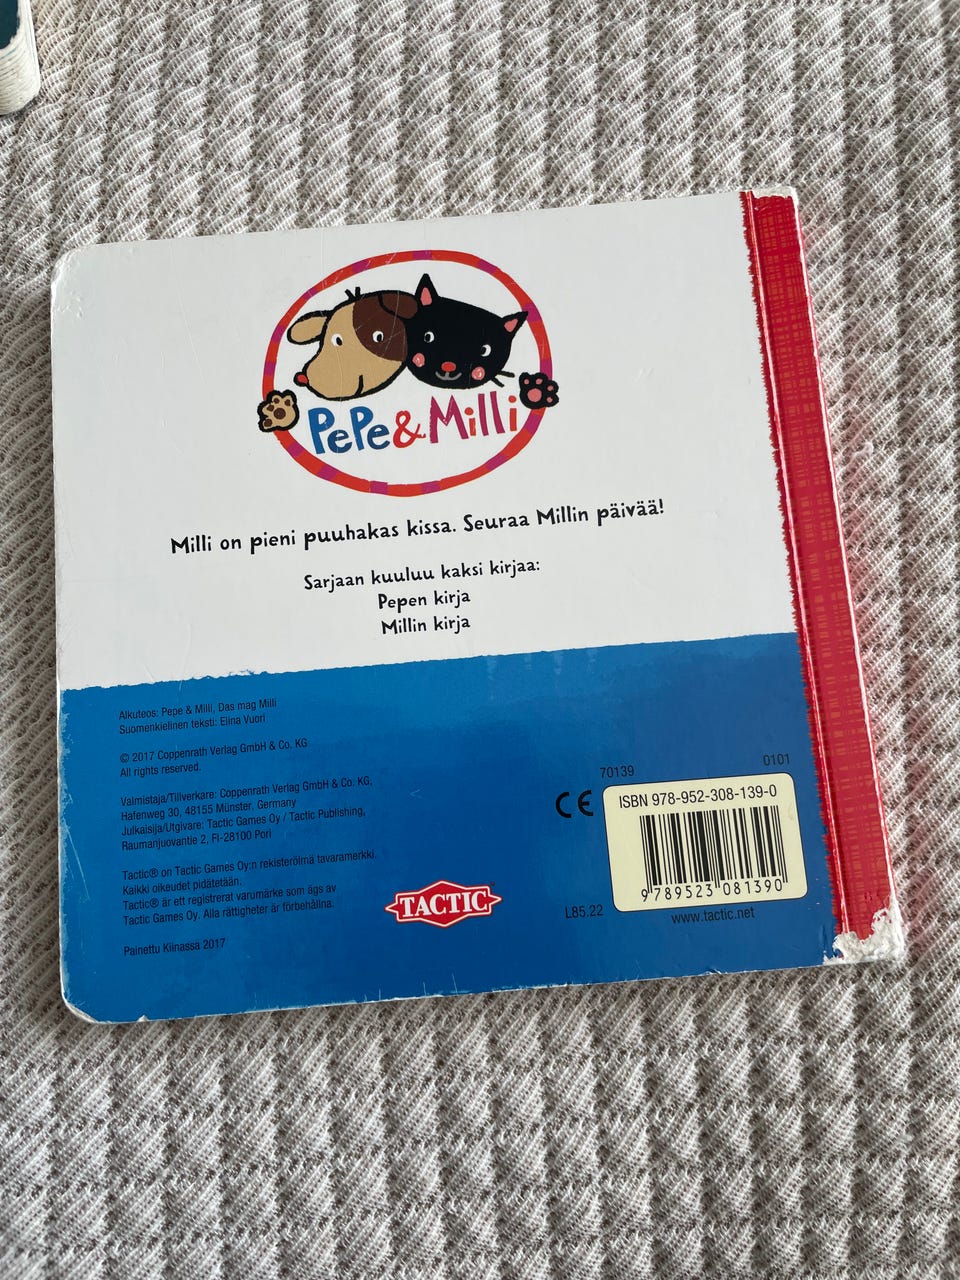 PePe & Milli
Milli on pieni puuhakas kissa. Seuraa Millin päivää!
Sarjaan kuuluu kaksi kirjaa:
Pepen kirja
Millin kirja
Alkuteos: Pepe & Milli, Das mag Milli
Suomenkielinen teksti: Elina Vuori
© 2017 Coppenrath Verlag GmbH & Co. KG
All rights reserved.
Valmistaja/Tillverkare: Coppenrath Verlag GmbH & Co. KG,
Hafenweg 30, 48155 Münster, Germany
Julkaisija/Utgivare: Tactic Games Oy / Tactic Publishing,
Raumanjuovantie 2, FI-28100 Pori
Tactic® on Tactic Games Oy:n rekisteröimä tavaramerkki.
Kaikki oikeudet pidätetään.
Tactic® är ett registrerat varumärke som ägs av
Tactic Games Oy. Alla rättigheter är förbehållna.
Painettu Kiinassa 2017
TACTIC™
CE
70139 0101
ISBN 978-952-308-139-0
9 789523 081390
L85.22
www.tactic.net